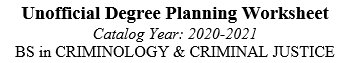 Unofficial Degree Planning Worksheet
Catalog Year: 2020-2021
BS in CRIMINOLOGY & CRIMINAL JUSTICE